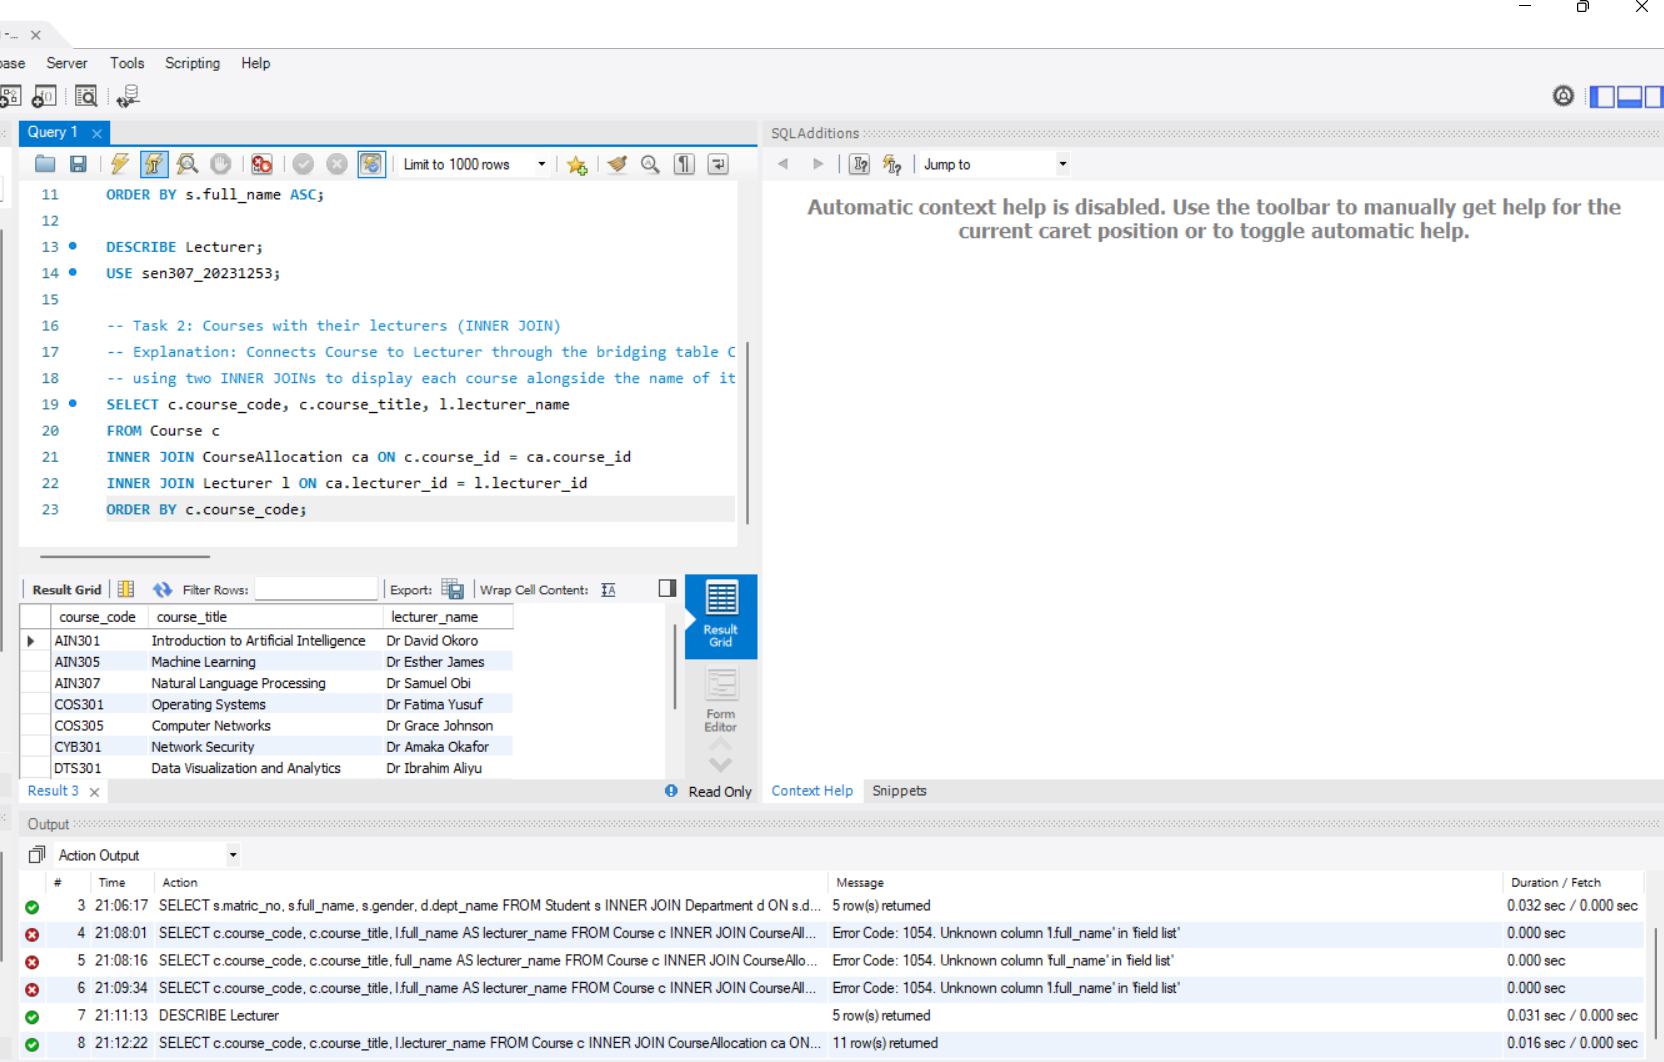 -...
base Server Tools Scripting Help
Query 1
SQLAdditions
Limit to 1000 rows
Jump to
11 ORDER BY s.full_name ASC;
12
13 DESCRIBE Lecturer;
14 USE sen307_20231253;
15
16 -- Task 2: Courses with their lecturers (INNER JOIN)
17 -- Explanation: Connects Course to Lecturer through the bridging table C
18 -- using two INNER JOINs to display each course alongside the name of it
19 SELECT c.course_code, c.course_title, l.lecturer_name
20 FROM Course c
21 INNER JOIN CourseAllocation ca ON c.course_id = ca.course_id
22 INNER JOIN Lecturer l ON ca.lecturer_id = l.lecturer_id
23 ORDER BY c.course_code;
Automatic context help is disabled. Use the toolbar to manually get help for the
current caret position or to toggle automatic help.
Result Grid Filter Rows: Export: Wrap Cell Content:
course_code course_title lecturer_name
AIN301 Introduction to Artificial Intelligence Dr David Okoro
AIN305 Machine Learning Dr Esther James
AIN307 Natural Language Processing Dr Samuel Obi
COS301 Operating Systems Dr Fatima Yusuf
COS305 Computer Networks Dr Grace Johnson
CYB301 Network Security Dr Amaka Okafor
DTS301 Data Visualization and Analytics Dr Ibrahim Aliyu
Result
Grid
Form
Editor
Result 3
Read Only
Context Help Snippets
Output
Action Output
# Time Action Message Duration / Fetch
3 21:06:17 SELECT s.matric_no, s.full_name, s.gender, d.dept_name FROM Student s INNER JOIN Department d ON s.d... 5 row(s) returned 0.032 sec / 0.000 sec
4 21:08:01 SELECT c.course_code, c.course_title, l.full_name AS lecturer_name FROM Course c INNER JOIN CourseAll... Error Code: 1054. Unknown column 'l.full_name' in 'field list' 0.000 sec
5 21:08:16 SELECT c.course_code, c.course_title, full_name AS lecturer_name FROM Course c INNER JOIN CourseAllo... Error Code: 1054. Unknown column 'full_name' in 'field list' 0.000 sec
6 21:09:34 SELECT c.course_code, c.course_title, l.full_name AS lecturer_name FROM Course c INNER JOIN CourseAll... Error Code: 1054. Unknown column 'l.full_name' in 'field list' 0.000 sec
7 21:11:13 DESCRIBE Lecturer 5 row(s) returned 0.031 sec / 0.000 sec
8 21:12:22 SELECT c.course_code, c.course_title, l.lecturer_name FROM Course c INNER JOIN CourseAllocation ca ON... 11 row(s) returned 0.016 sec / 0.000 sec